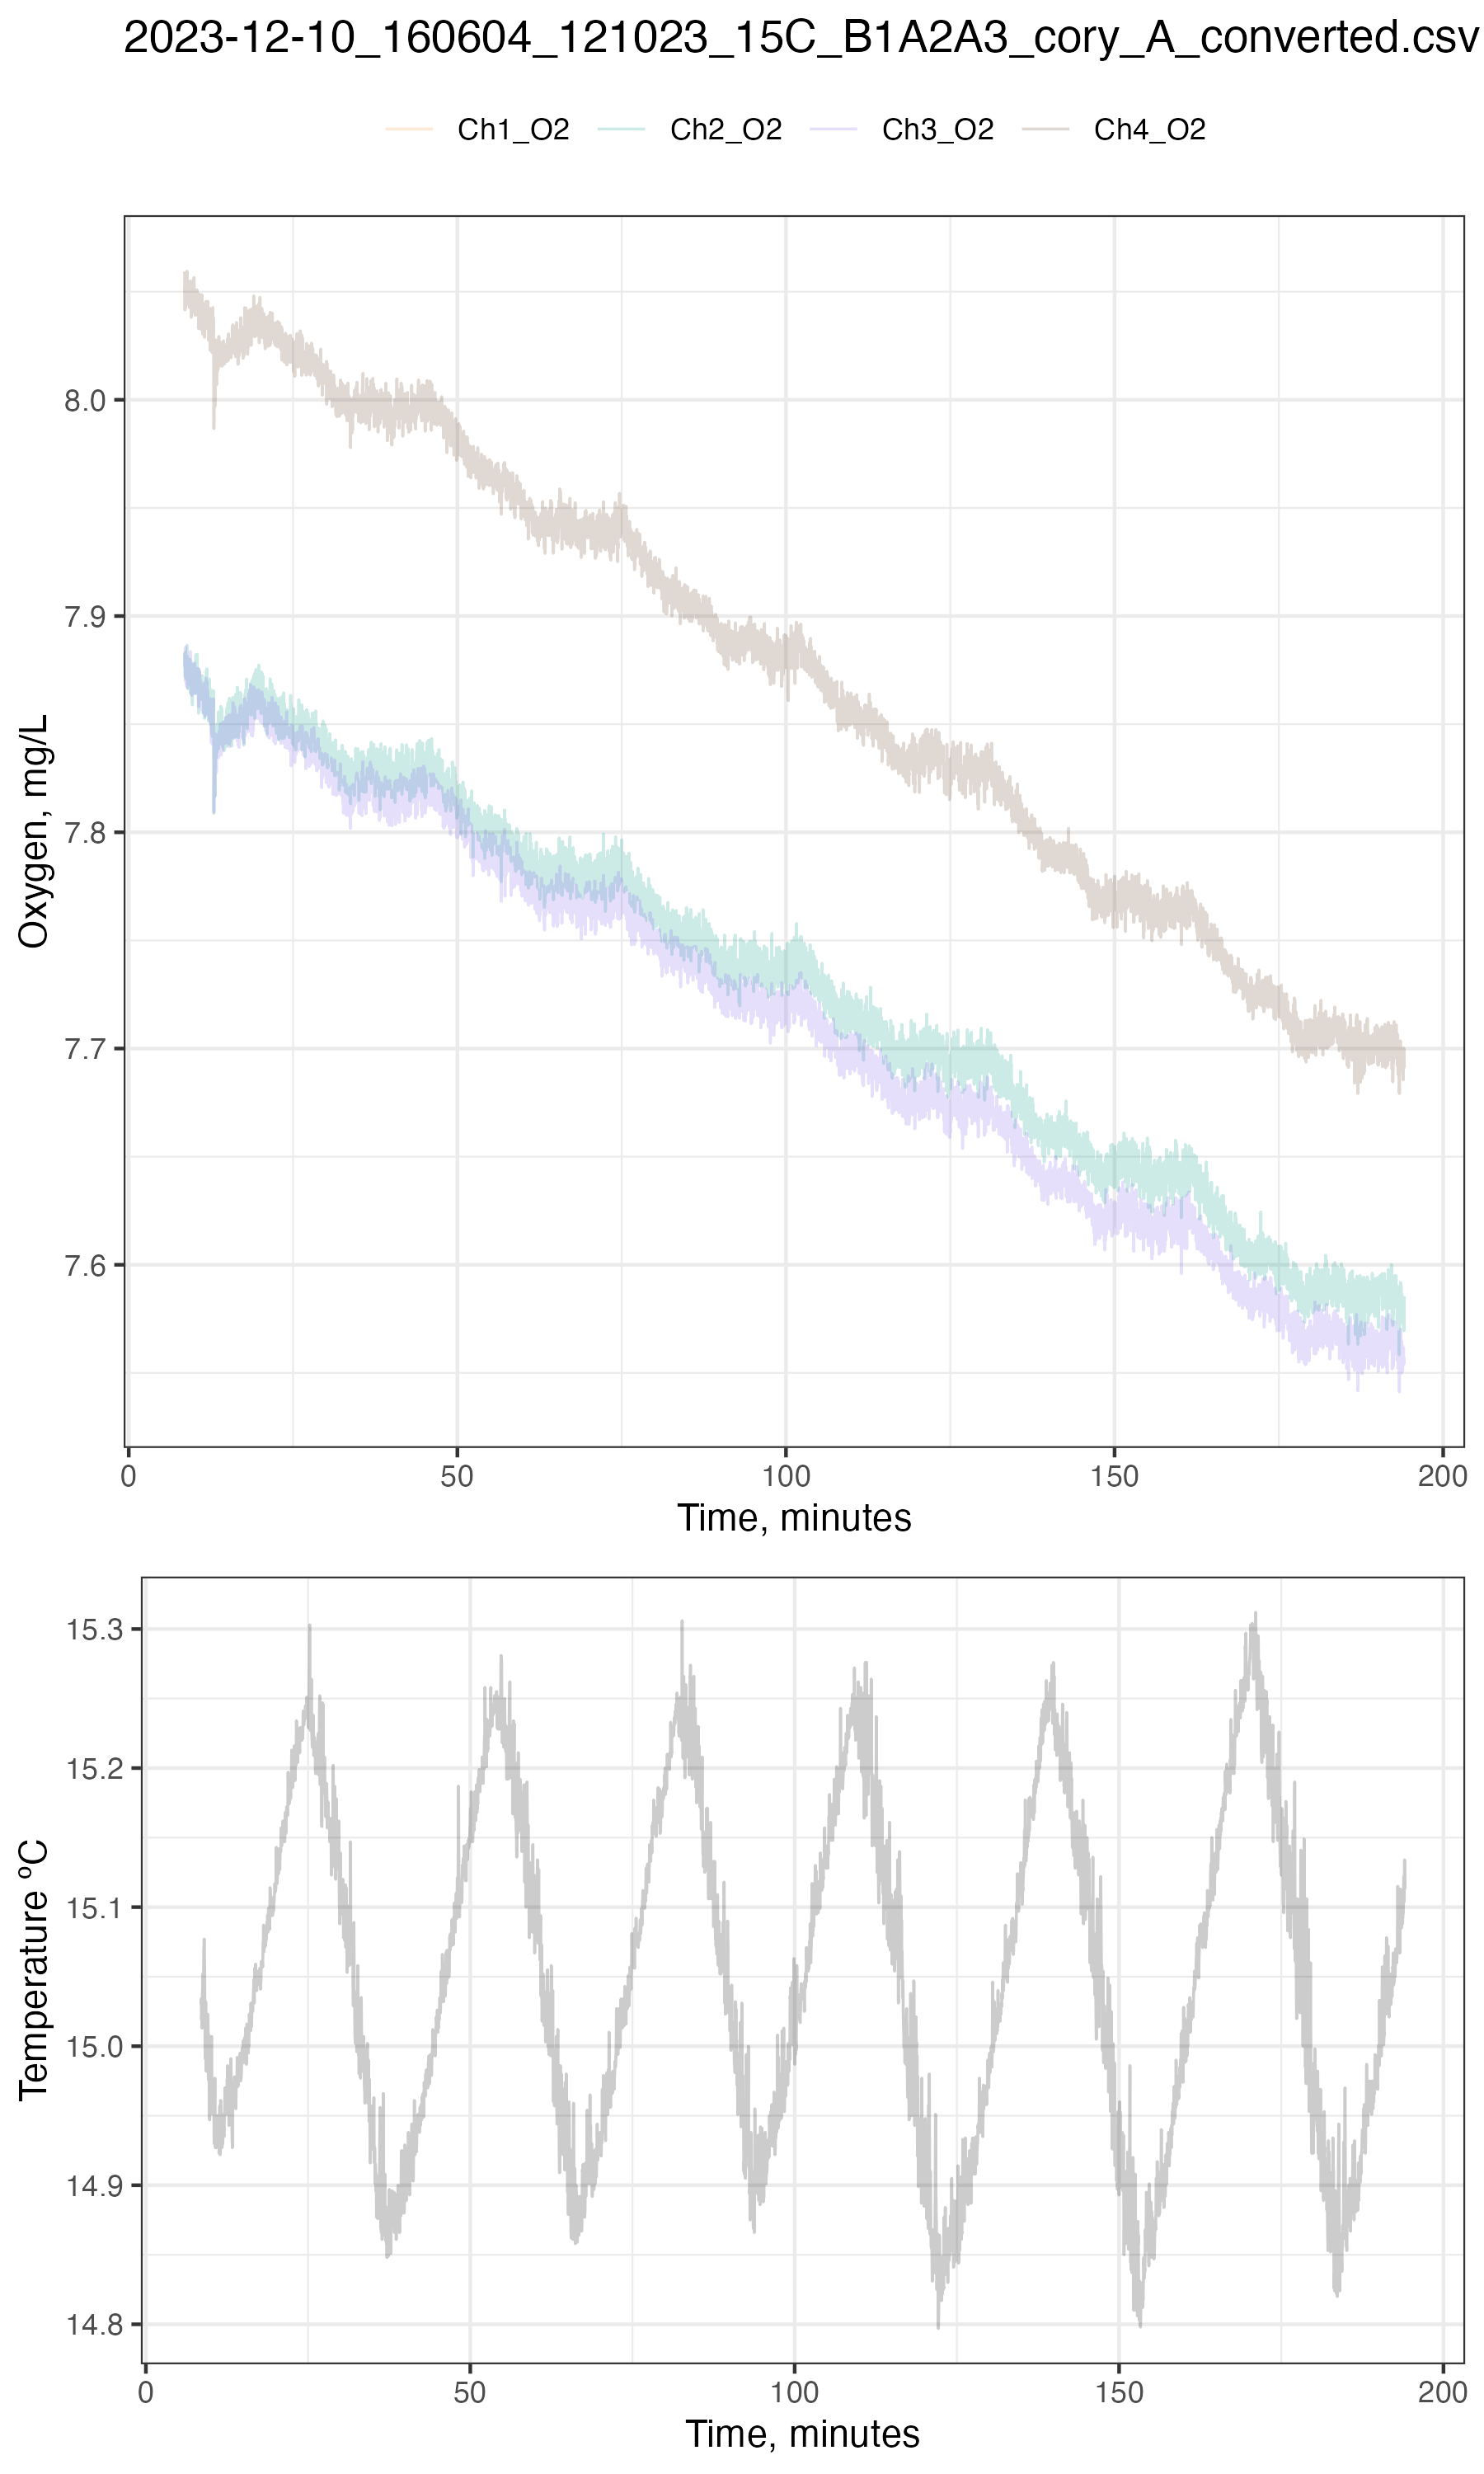 2023-12-10_160604_121023_15C_B1A2A3_cory_A_converted.csv
Ch1_O2 Ch2_O2 Ch3_O2 Ch4_O2
Oxygen, mg/L
8.0
7.9
7.8
7.7
7.6
0 50 100 150 200
Time, minutes
Temperature ºC
15.3
15.2
15.1
15.0
14.9
14.8
0 50 100 150 200
Time, minutes